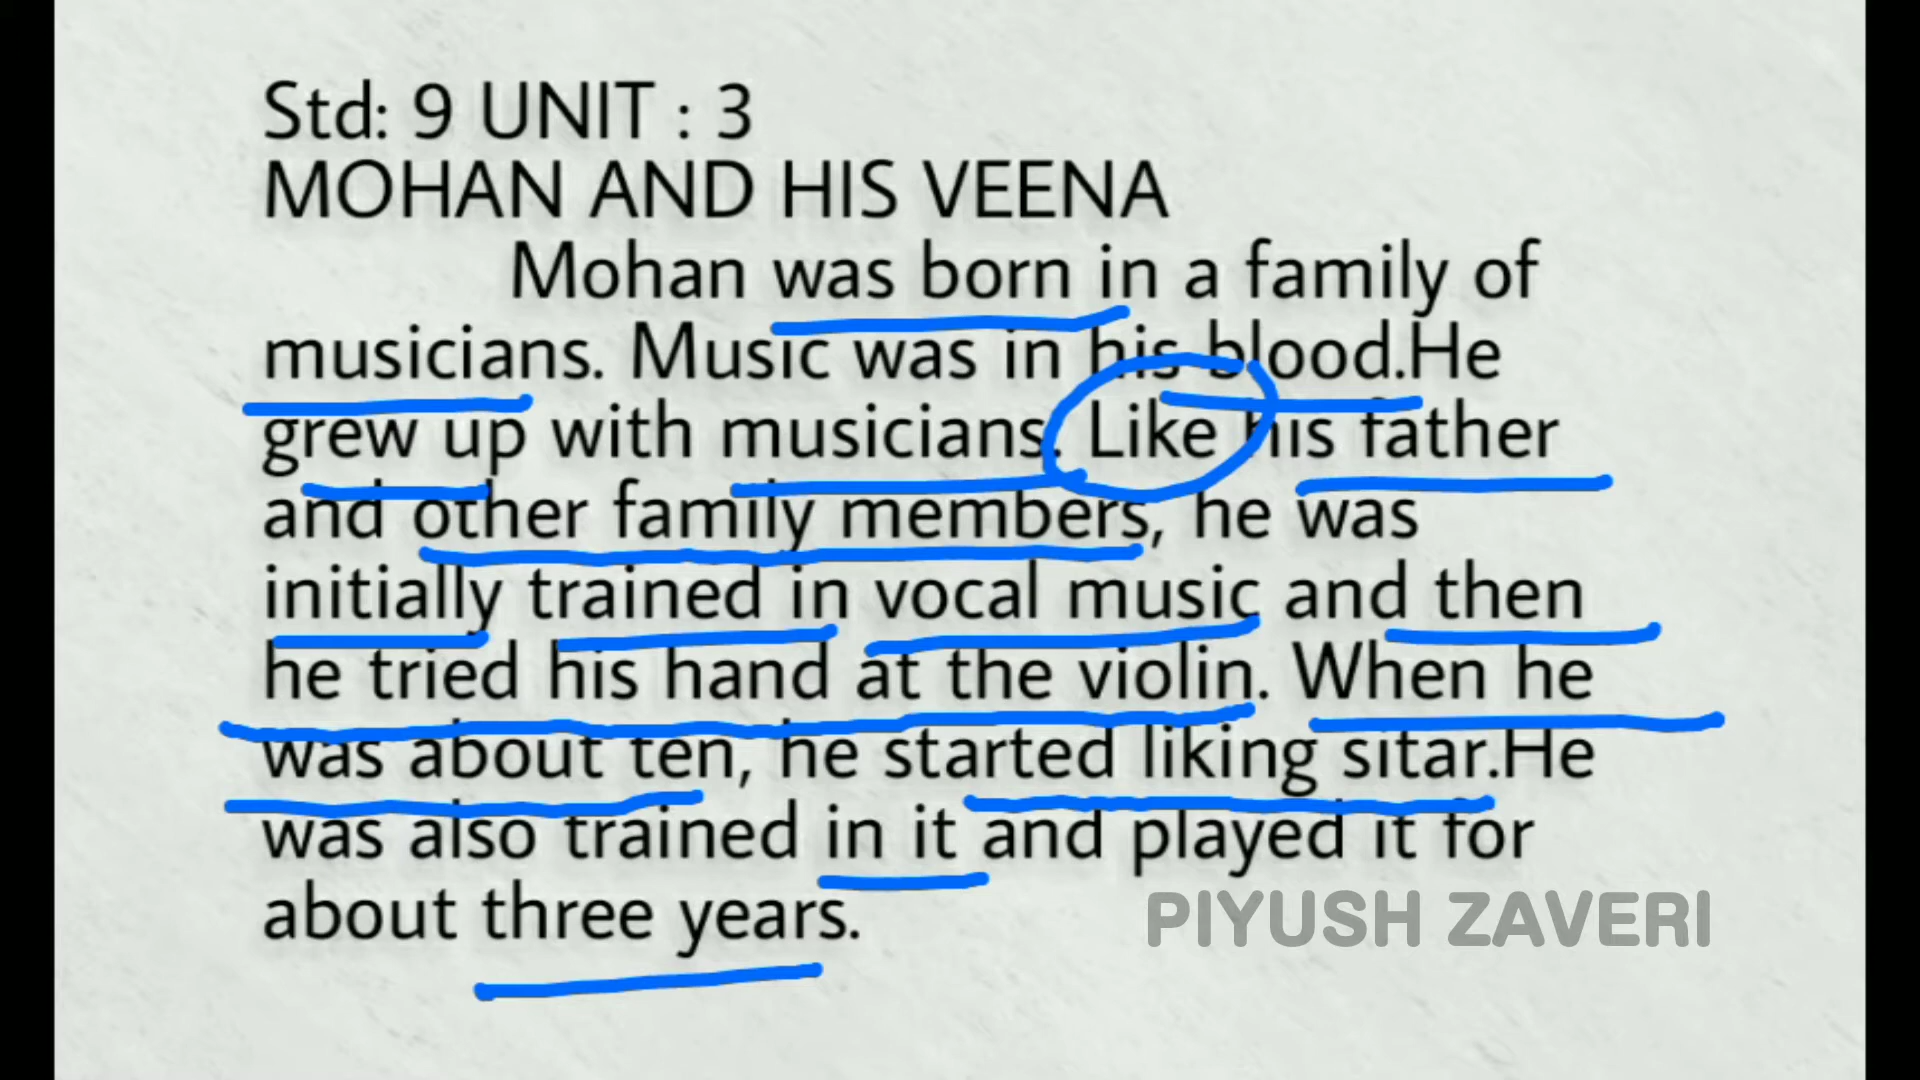 Std: 9 UNIT : 3
MOHAN AND HIS VEENA
Mohan was born in a family of
musicians. Music was in his blood.He
grew up with musicians. Like his father
and other family members, he was
initially trained in vocal music and then
he tried his hand at the violin. When he
was about ten, he started liking sitar.He
was also trained in it and played it for
about three years.
PIYUSH ZAVERI